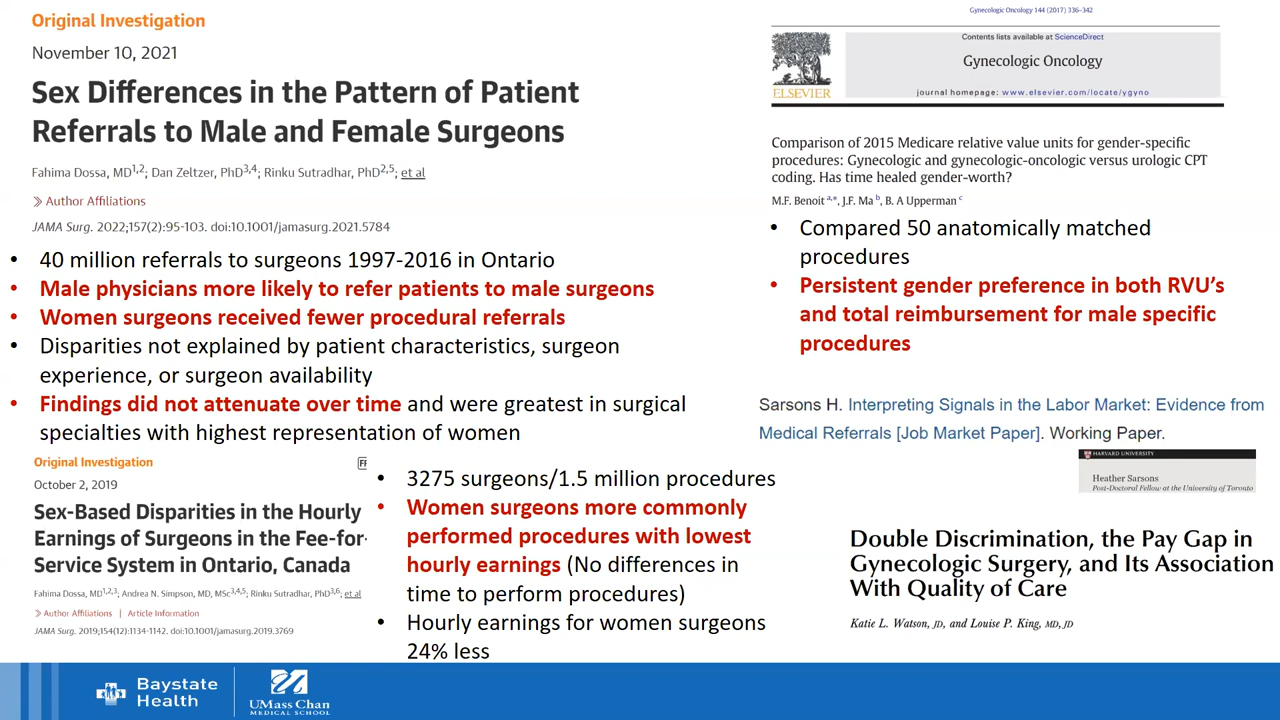 Original Investigation
November 10, 2021
Sex Differences in the Pattern of Patient
Referrals to Male and Female Surgeons
Fahima Dossa, MD1,2; Dan Zeltzer, PhD3,4; Rinku Sutradhar, PhD2,5; et al
Author Affiliations
JAMA Surg. 2022;157(2):95-103. doi:10.1001/jamasurg.2021.5784
• 40 million referrals to surgeons 1997-2016 in Ontario
• Male physicians more likely to refer patients to male surgeons
• Women surgeons received fewer procedural referrals
• Disparities not explained by patient characteristics, surgeon
experience, or surgeon availability
• Findings did not attenuate over time and were greatest in surgical
specialties with highest representation of women
Original Investigation
October 2, 2019
Sex-Based Disparities in the Hourly
Earnings of Surgeons in the Fee-for-
Service System in Ontario, Canada
Fahima Dossa, MD1,2,3; Andrea N. Simpson, MD, MSc3,4,5; Rinku Sutradhar, PhD3,6; et al
Author Affiliations | Article Information
JAMA Surg. 2019;154(12):1134-1142. doi:10.1001/jamasurg.2019.3769
• 3275 surgeons/1.5 million procedures
• Women surgeons more commonly
performed procedures with lowest
hourly earnings (No differences in
time to perform procedures)
• Hourly earnings for women surgeons
24% less
Gynecologic Oncology 144 (2017) 336–342
Contents lists available at ScienceDirect
Gynecologic Oncology
journal homepage: www.elsevier.com/locate/ygyno
ELSEVIER
Comparison of 2015 Medicare relative value units for gender-specific
procedures: Gynecologic and gynecologic-oncologic versus urologic CPT
coding. Has time healed gender-worth?
M.F. Benoit a,*, J.F. Ma b, B. A Upperman c
• Compared 50 anatomically matched
procedures
• Persistent gender preference in both RVU's
and total reimbursement for male specific
procedures
Sarsons H. Interpreting Signals in the Labor Market: Evidence from
Medical Referrals [Job Market Paper]. Working Paper.
HARVARD UNIVERSITY
Heather Sarsons
Post-Doctoral Fellow at the University of Toronto
Double Discrimination, the Pay Gap in
Gynecologic Surgery, and Its Association
With Quality of Care
Katie L. Watson, JD, and Louise P. King, MD, JD
Baystate
Health
UMass Chan
MEDICAL SCHOOL